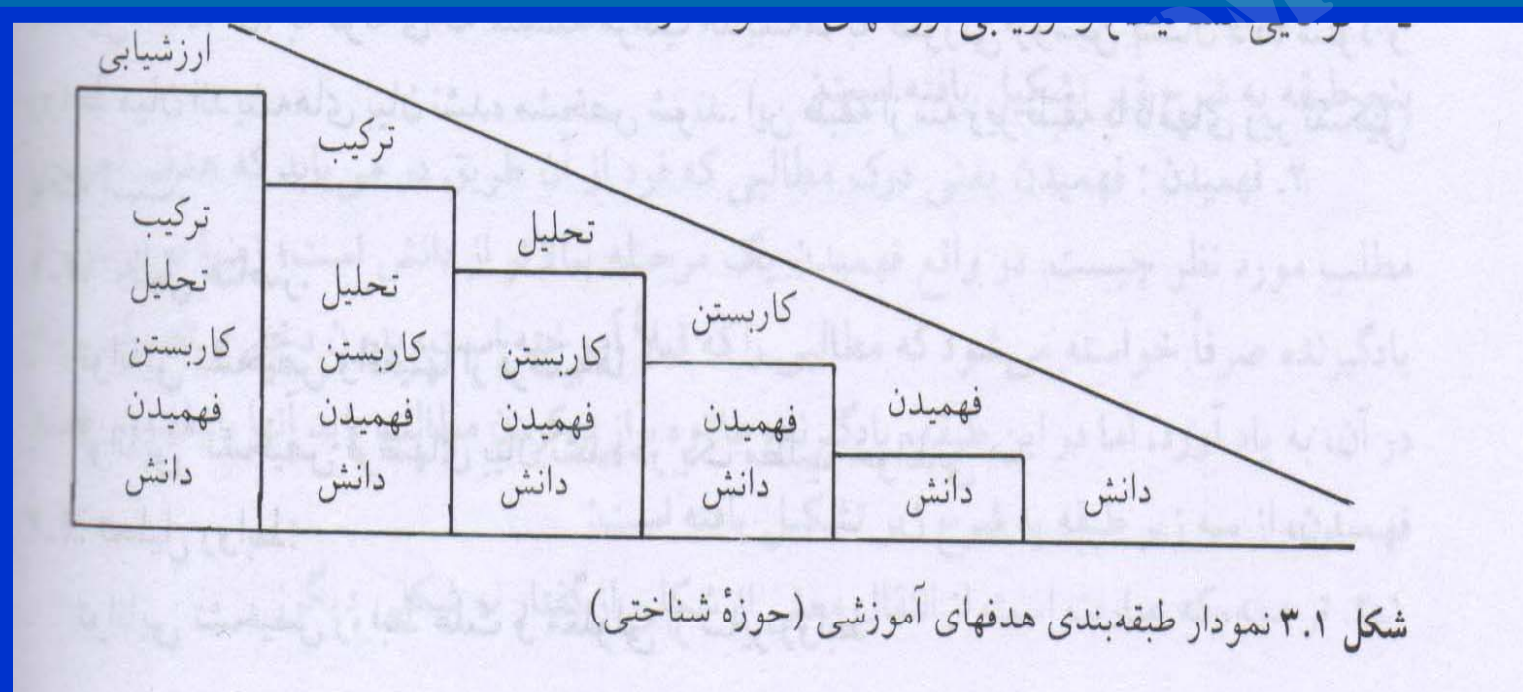 ارزشیابی
ترکیب
تحلیل
کاربستن
فهمیدن
دانش
ترکیب
تحلیل
کاربستن
فهمیدن
دانش
تحلیل
کاربستن
فهمیدن
دانش
کاربستن
فهمیدن
دانش
فهمیدن
دانش
دانش
شکل ۳.۱ نمودار طبقه‌بندی هدفهای آموزشی (حوزهٔ شناختی)